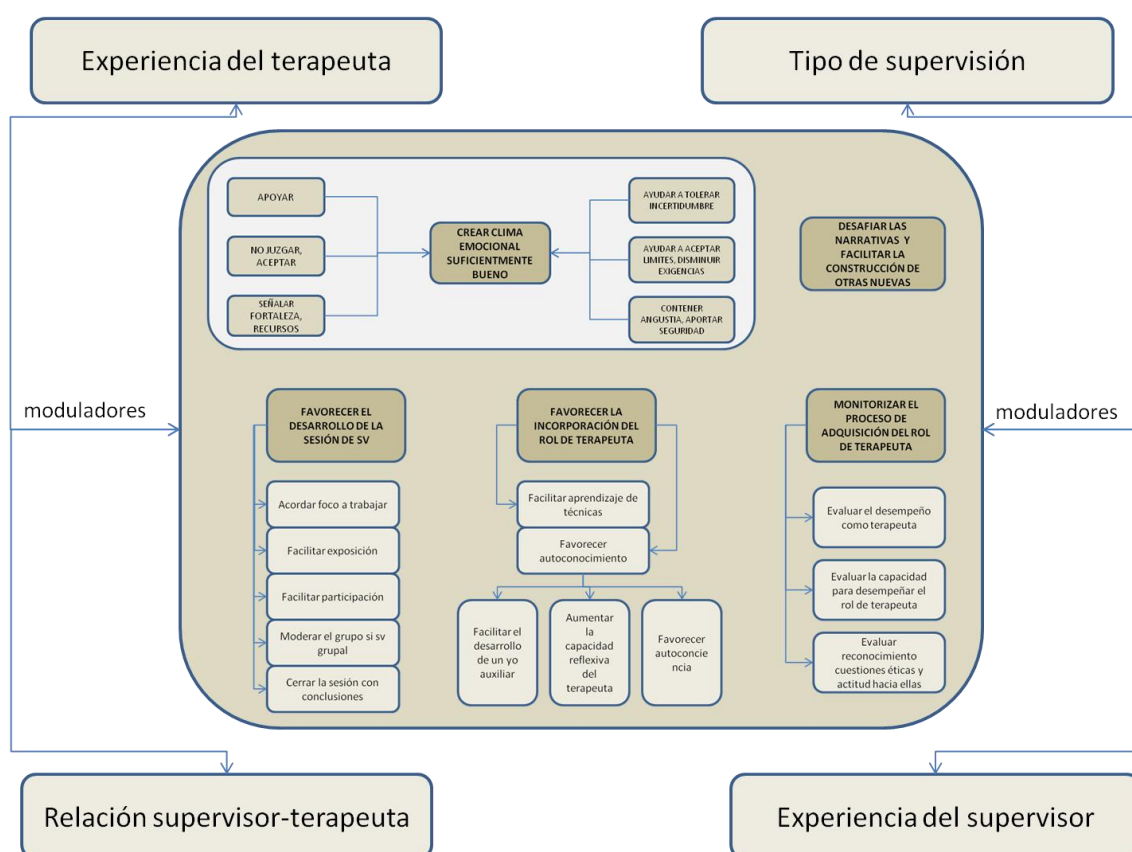 Experiencia del terapeuta
Tipo de supervisión
APOYAR
NO JUZGAR,
ACEPTAR
SEÑALAR
FORTALEZA,
RECURSOS
CREAR CLIMA
EMOCIONAL
SUFICIENTEMENTE
BUENO
AYUDAR A TOLERAR
INCERTIDUMBRE
AYUDAR A ACEPTAR
LIMITES, DISMINUIR
EXIGENCIAS
CONTENER
ANGUSTIA, APORTAR
SEGURIDAD
DESAFIAR LAS
NARRATIVAS Y
FACILITAR LA
CONSTRUCCIÓN DE
OTRAS NUEVAS
moduladores
moduladores
FAVORECER EL
DESARROLLO DE LA
SESIÓN DE SV
Acordar foco a trabajar
Facilitar exposición
Facilitar participación
Moderar el grupo si sv
grupal
Cerrar la sesión con
conclusiones
FAVORECER LA
INCORPORACIÓN DEL
ROL DE TERAPEUTA
Facilitar aprendizaje de
técnicas
Favorecer
autoconocimiento
Facilitar el
desarrollo
de un yo
auxiliar
Aumentar
la
capacidad
reflexiva
del
terapeuta
Favorecer
autoconcie
ncia
MONITORIZAR EL
PROCESO DE
ADQUISICIÓN DEL ROL
DE TERAPEUTA
Evaluar el desempeño
como terapeuta
Evaluar la capacidad
para desempeñar el
rol de terapeuta
Evaluar
reconocimiento
cuestiones éticas y
actitud hacia ellas
Relación supervisor-terapeuta
Experiencia del supervisor